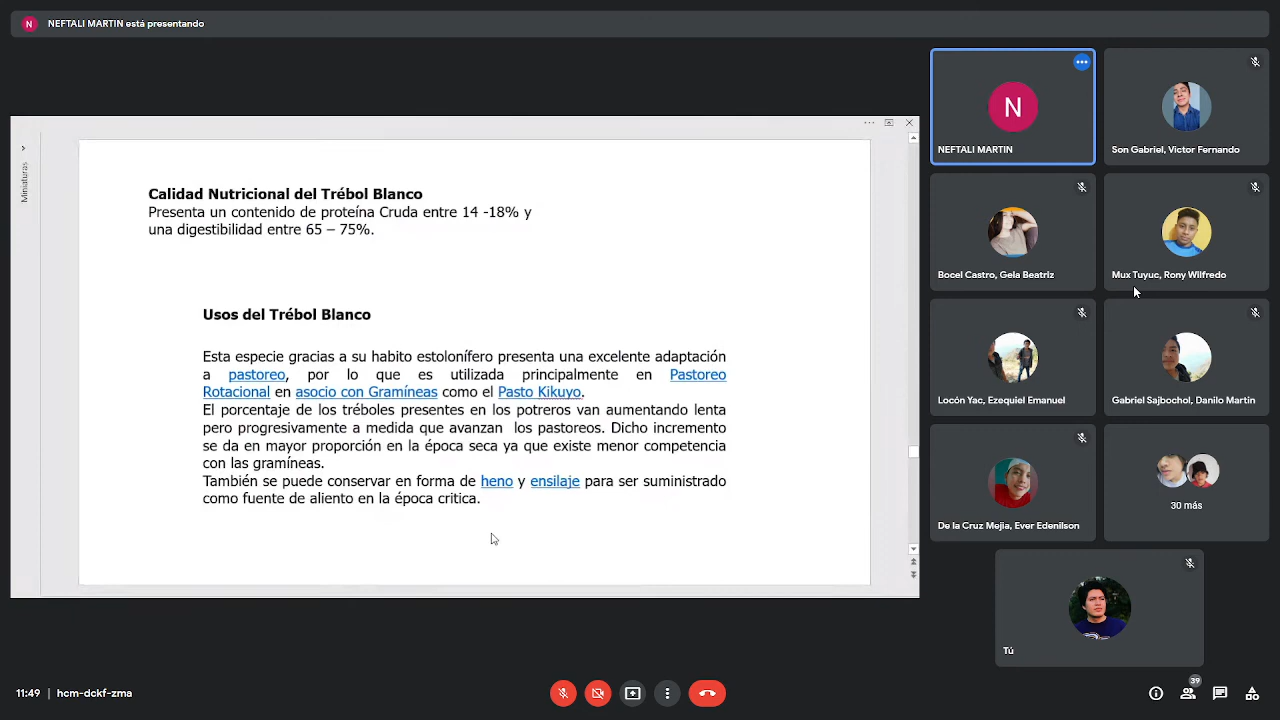 N NEFTALI MARTIN está presentando
Miniaturas
Calidad Nutricional del Trébol Blanco
Presenta un contenido de proteína Cruda entre 14 -18% y
una digestibilidad entre 65 – 75%.
Usos del Trébol Blanco
Esta especie gracias a su habito estolonífero presenta una excelente adaptación
a pastoreo, por lo que es utilizada principalmente en Pastoreo
Rotacional en asocio con Gramíneas como el Pasto Kikuyo.
El porcentaje de los tréboles presentes en los potreros van aumentando lenta
pero progresivamente a medida que avanzan los pastoreos. Dicho incremento
se da en mayor proporción en la época seca ya que existe menor competencia
con las gramíneas.
También se puede conservar en forma de heno y ensilaje para ser suministrado
como fuente de aliento en la época critica.
N
NEFTALI MARTIN
Son Gabriel, Victor Fernando
Bocel Castro, Gela Beatriz
Mux Tuyuc, Rony Wilfredo
Locón Yac, Ezequiel Emanuel
Gabriel Sajbochol, Danilo Martin
De la Cruz Mejia, Ever Edenilson
30 más
Tú
11:49 | hcm-dckf-zma
39